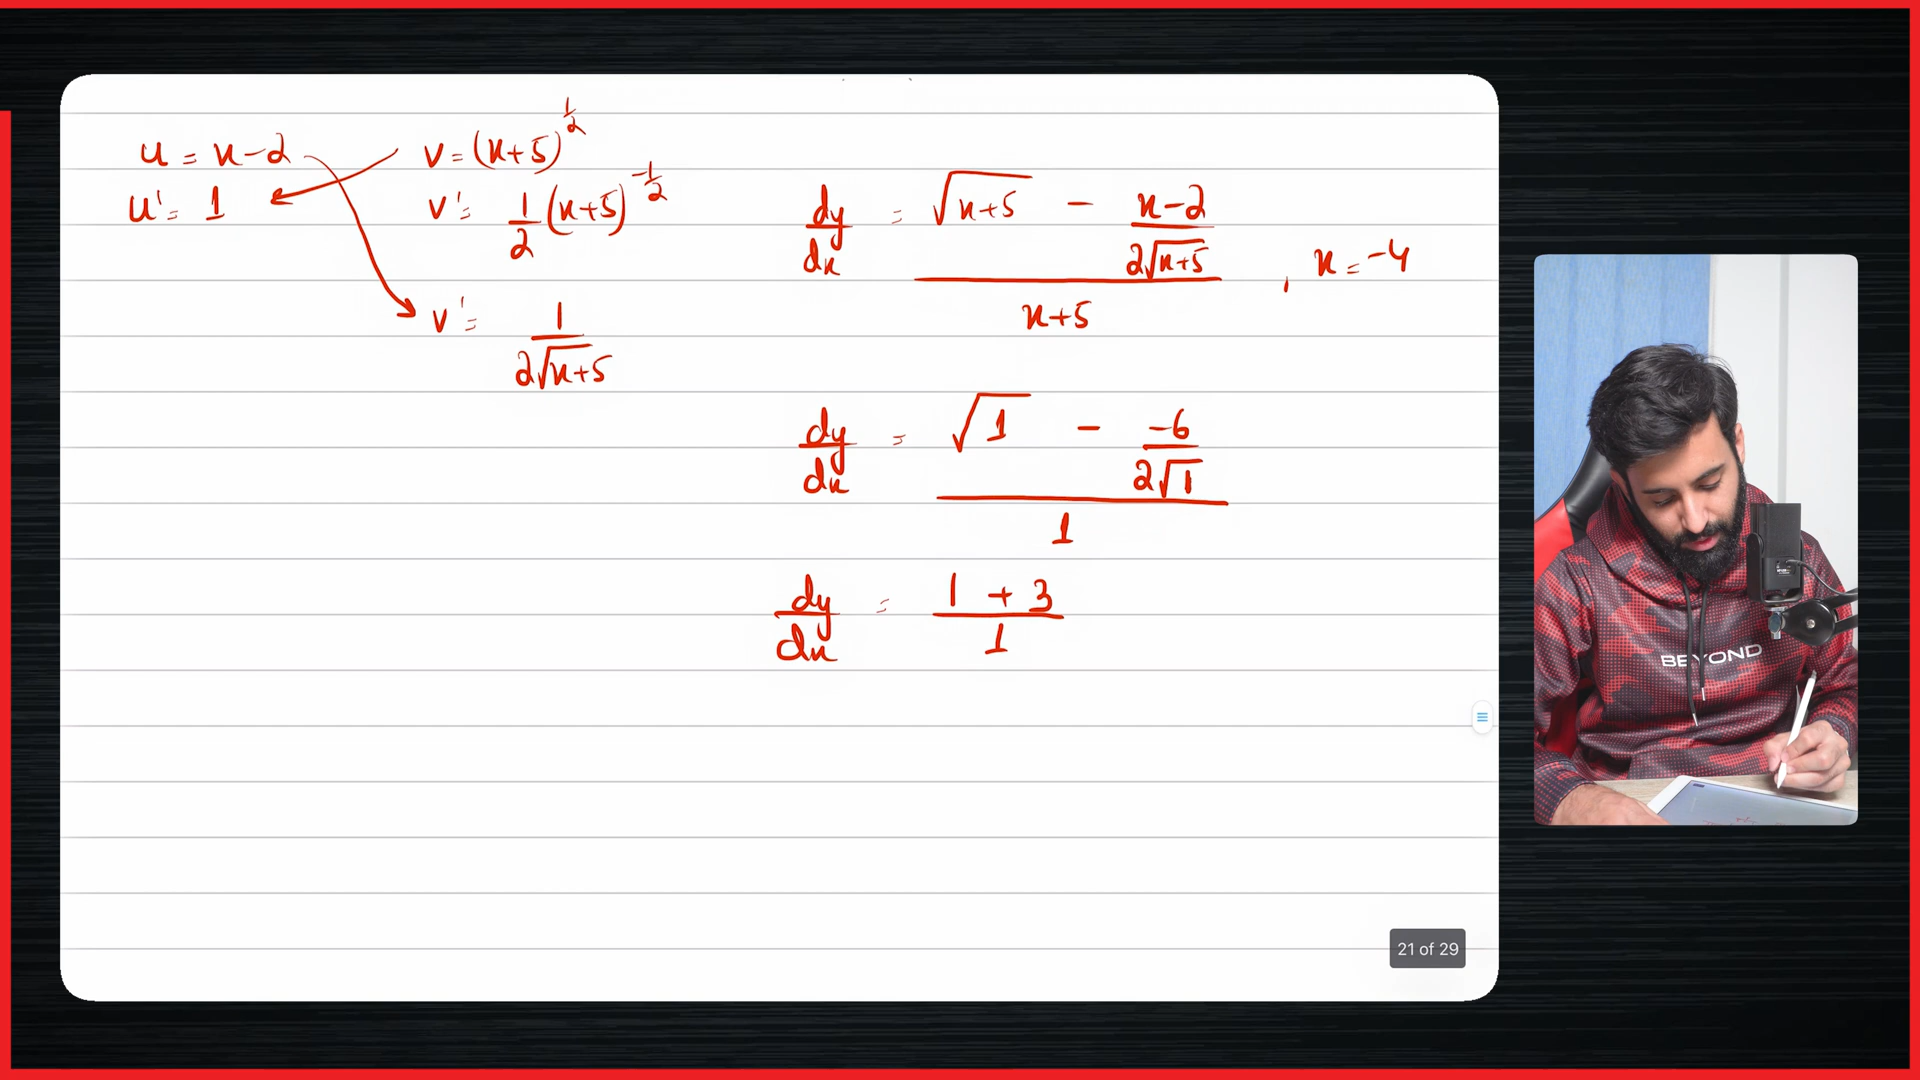 u = x-2
u' = 1
v = (x+5)^{1/2}
v' = 1/2 (x+5)^{-1/2}
v' = 1/(2√(x+5))
dy/dx = (√(x+5) - (x-2)/(2√(x+5)))/(x+5) , x = -4
dy/dx = (√1 - (-6)/(2√1))/1
dy/dx = (1 + 3)/1
BEYOND
21 of 29